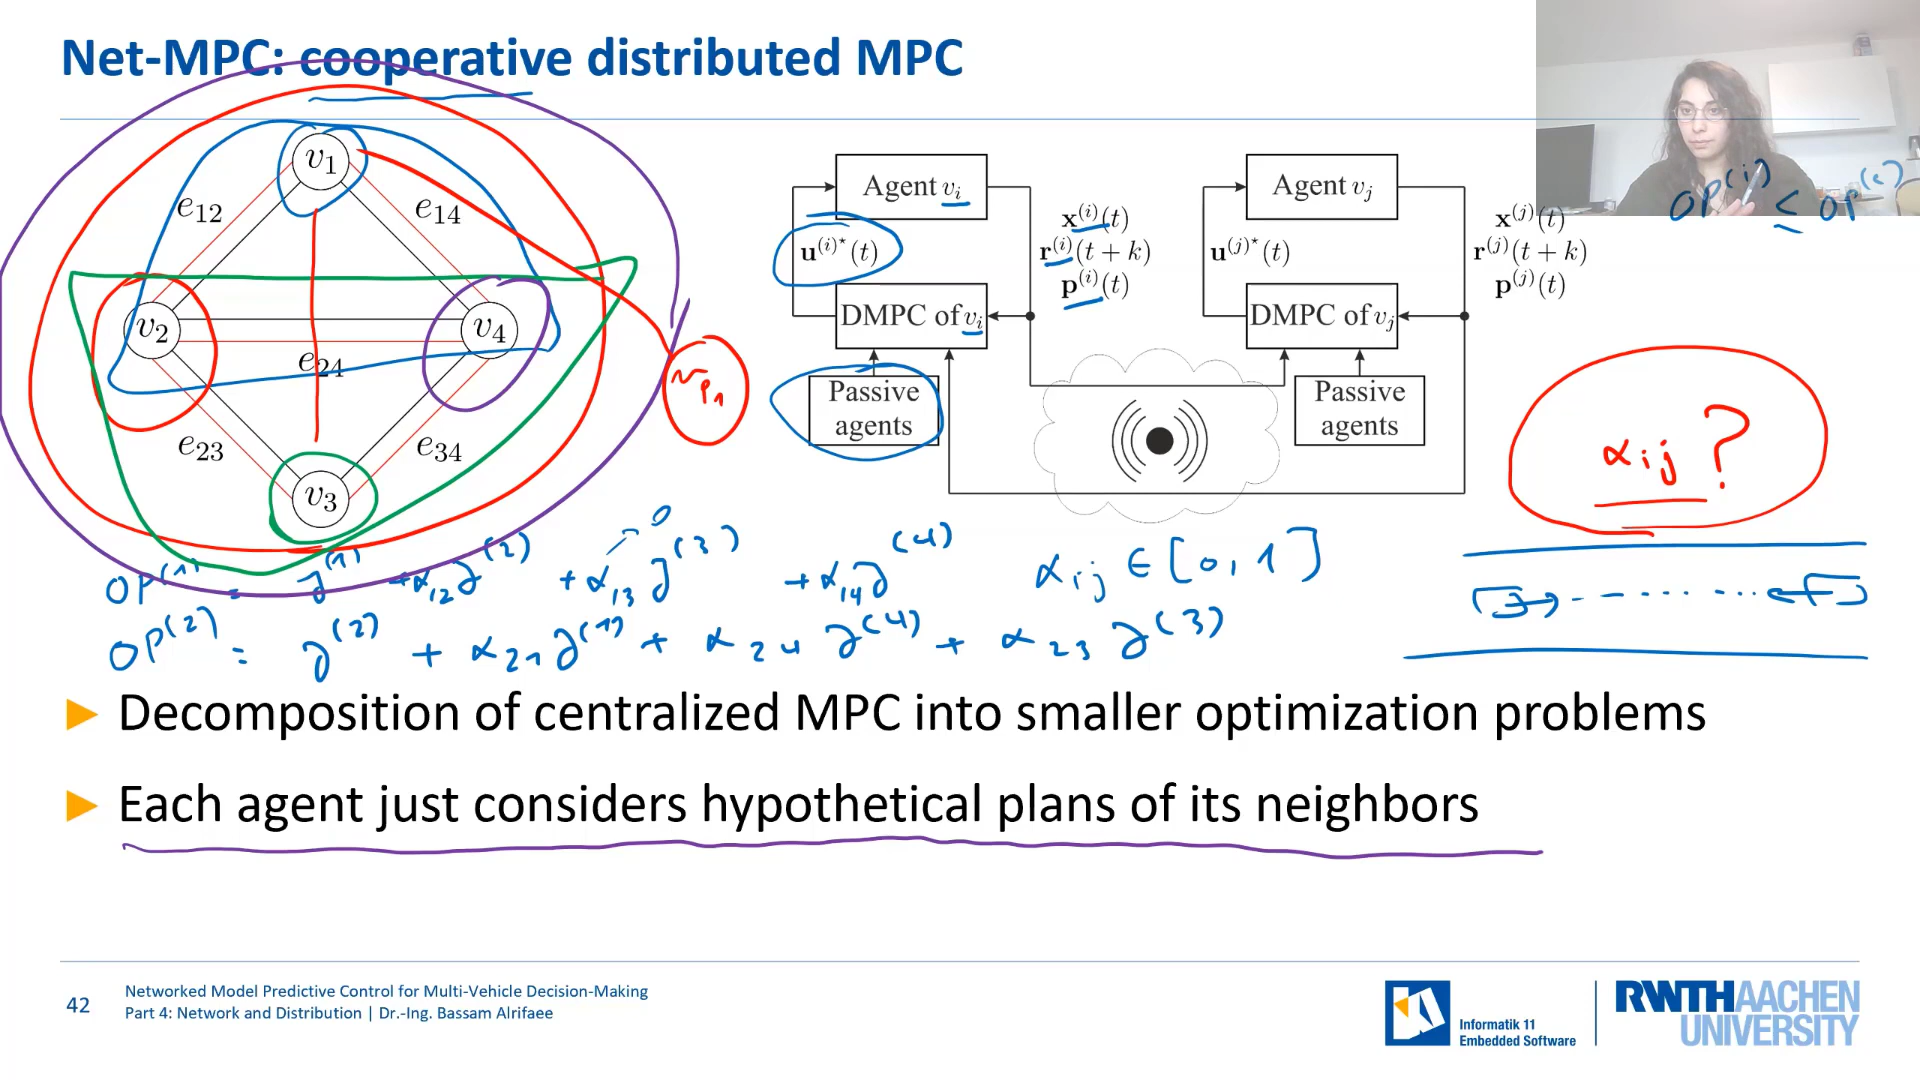 Net-MPC: cooperative distributed MPC
OP⁽ⁱ⁾ ≤ OP⁽ᶜ⁾
v₁
e₁₂
e₁₄
v₂
v₄
e₂₄
e₂₃
e₃₄
v₃
Agent vᵢ
u⁽ⁱ⁾*(t)
x⁽ⁱ⁾(t)
r⁽ⁱ⁾(t + k)
p⁽ⁱ⁾(t)
DMPC of vᵢ
Passive
agents
Agent vⱼ
u⁽ʲ⁾*(t)
x⁽ʲ⁾(t)
r⁽ʲ⁾(t + k)
p⁽ʲ⁾(t)
DMPC of vⱼ
Passive
agents
αᵢⱼ ?
OP⁽¹⁾ = J⁽¹⁾ + α₁₂ J⁽²⁾ + α₁₃ J⁽³⁾ + α₁₄ J⁽⁴⁾
0
αᵢⱼ ∈ [0, 1]
OP⁽²⁾ = J⁽²⁾ + α₂₁ J⁽¹⁾ + α₂₄ J⁽⁴⁾ + α₂₃ J⁽³⁾
► Decomposition of centralized MPC into smaller optimization problems
► Each agent just considers hypothetical plans of its neighbors
42
Networked Model Predictive Control for Multi-Vehicle Decision-Making
Part 4: Network and Distribution | Dr.-Ing. Bassam Alrifaee
Informatik 11
Embedded Software
RWTH AACHEN
UNIVERSITY